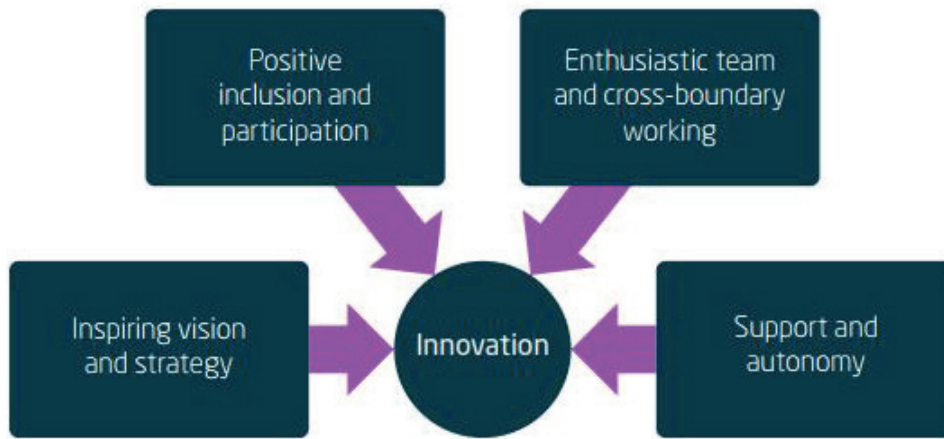 Positive
inclusion and
participation
Enthusiastic team
and cross-boundary
working
Inspiring vision
and strategy
Innovation
Support and
autonomy